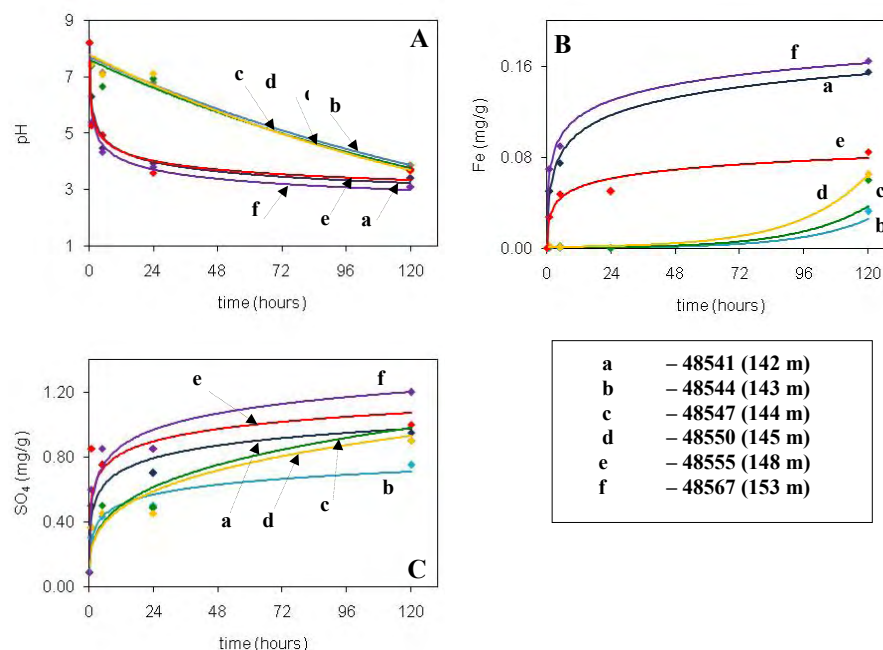 A
9
7
5
3
1
pH
c
d
c
b
f
e
a
0
24
48
72
96
120
time (hours)
B
0.16
0.08
0.00
Fe (mg/g)
f
a
e
d
c
b
0
24
48
72
96
120
time (hours)
C
1.20
0.80
0.40
0.00
SO₄ (mg/g)
e
f
b
a
d
c
0
24
48
72
96
120
time (hours)
a – 48541 (142 m)
b – 48544 (143 m)
c – 48547 (144 m)
d – 48550 (145 m)
e – 48555 (148 m)
f – 48567 (153 m)